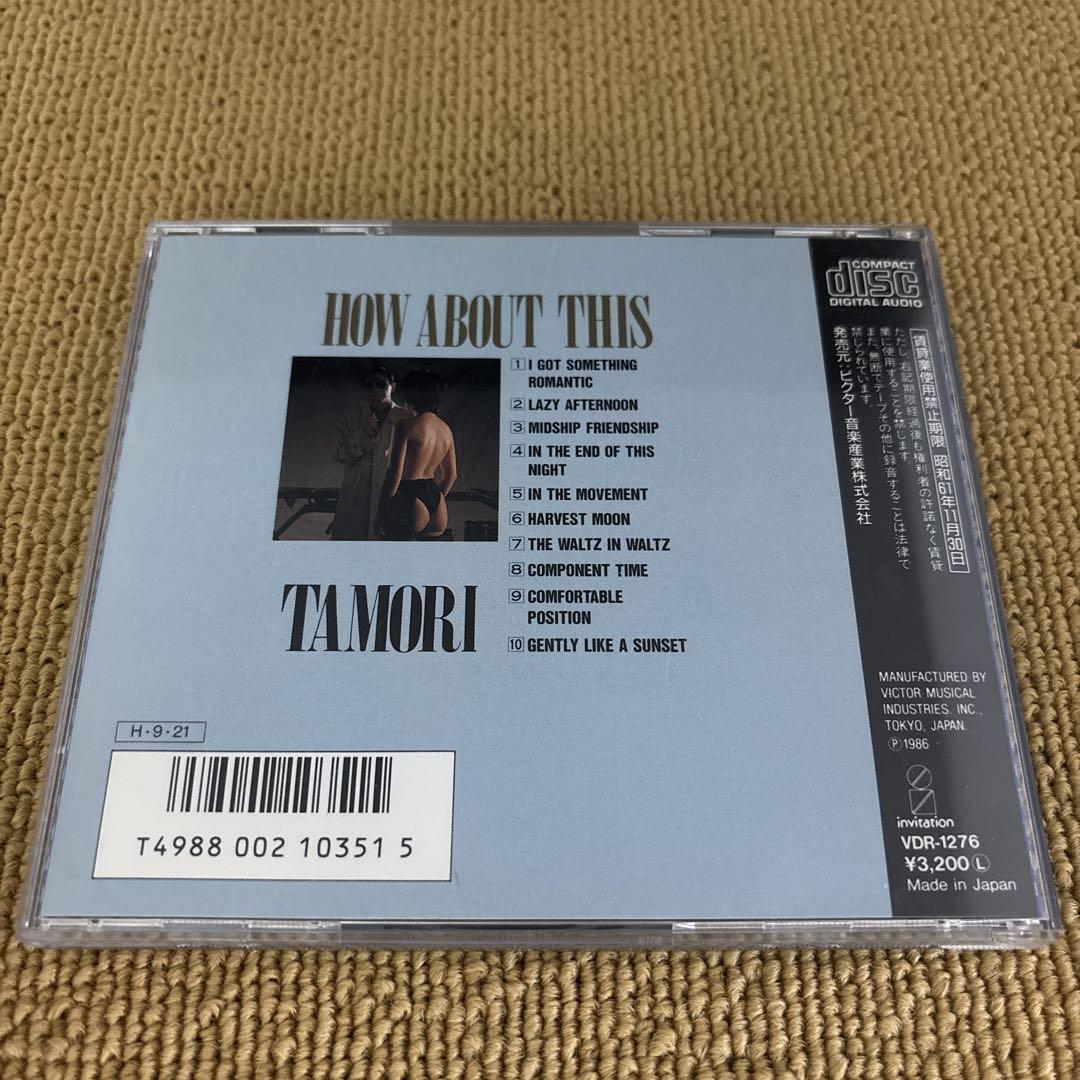 HOW ABOUT THIS
1 I GOT SOMETHING
ROMANTIC
2 LAZY AFTERNOON
3 MIDSHIP FRIENDSHIP
4 IN THE END OF THIS
NIGHT
5 IN THE MOVEMENT
6 HARVEST MOON
7 THE WALTZ IN WALTZ
8 COMPONENT TIME
9 COMFORTABLE
POSITION
10 GENTLY LIKE A SUNSET
TAMORI
H・9・21
T4988 002 10351 5
COMPACT
disc
DIGITAL AUDIO
賃貸業使用禁止期限 昭和61年11月30日
ただし、右記期限経過後も権利者の許諾なく賃貸
業に使用することを禁じます。
また、無断でテープその他に録音することは法律で
禁じられています。
発売元:ビクター音楽産業株式会社
MANUFACTURED BY
VICTOR MUSICAL
INDUSTRIES. INC.,
TOKYO, JAPAN.
Ⓟ1986
invitation
VDR-1276
¥3,200Ⓛ
Made in Japan